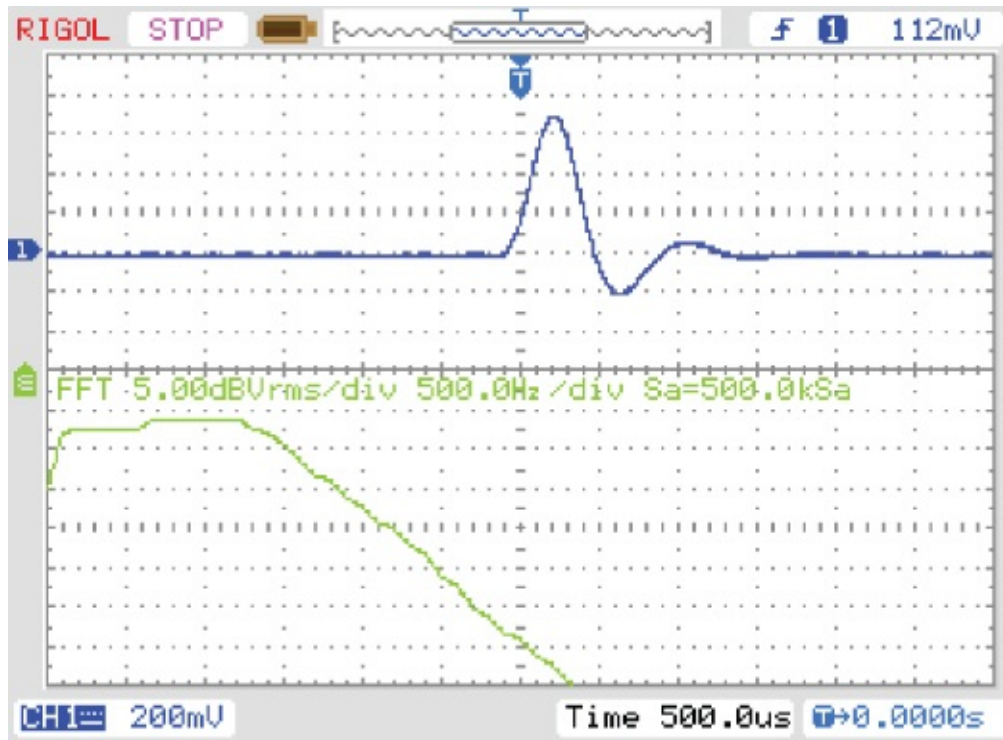 RIGOL STOP T 1 112mV
T
1
FFT 5.00dBVrms/div 500.0Hz/div Sa=500.0kSa
CH1 200mV Time 500.0us T→0.0000s